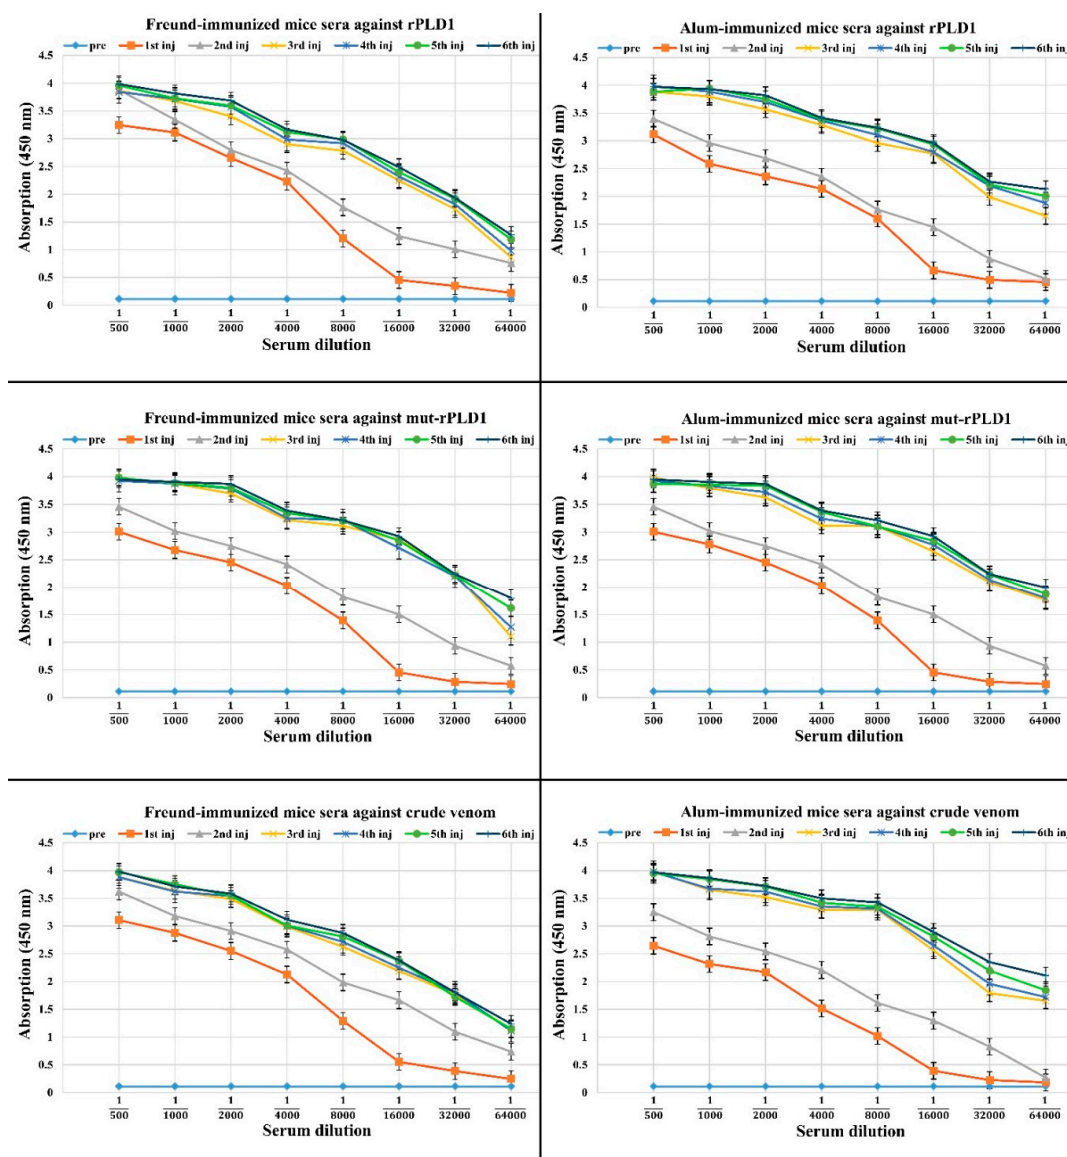 Freund-immunized mice sera against rPLD1
pre 1st inj 2nd inj 3rd inj 4th inj 5th inj 6th inj
Absorption (450 nm)
4.5
4
3.5
3
2.5
2
1.5
1
0.5
0
1 1 1 1 1 1 1 1
500 1000 2000 4000 8000 16000 32000 64000
Serum dilution
Alum-immunized mice sera against rPLD1
pre 1st inj 2nd inj 3rd inj 4th inj 5th inj 6th inj
Absorption (450 nm)
4.5
4
3.5
3
2.5
2
1.5
1
0.5
0
1 1 1 1 1 1 1 1
500 1000 2000 4000 8000 16000 32000 64000
Serum dilution
Freund-immunized mice sera against mut-rPLD1
pre 1st inj 2nd inj 3rd inj 4th inj 5th inj 6th inj
Absorption (450 nm)
4.5
4
3.5
3
2.5
2
1.5
1
0.5
0
1 1 1 1 1 1 1 1
500 1000 2000 4000 8000 16000 32000 64000
Serum dilution
Alum-immunized mice sera against mut-rPLD1
pre 1st inj 2nd inj 3rd inj 4th inj 5th inj 6th inj
Absorption (450 nm)
4.5
4
3.5
3
2.5
2
1.5
1
0.5
0
1 1 1 1 1 1 1 1
500 1000 2000 4000 8000 16000 32000 64000
Serum dilution
Freund-immunized mice sera against crude venom
pre 1st inj 2nd inj 3rd inj 4th inj 5th inj 6th inj
Absorption (450 nm)
4.5
4
3.5
3
2.5
2
1.5
1
0.5
0
1 1 1 1 1 1 1 1
500 1000 2000 4000 8000 16000 32000 64000
Serum dilution
Alum-immunized mice sera against crude venom
pre 1st inj 2nd inj 3rd inj 4th inj 5th inj 6th inj
Absorption (450 nm)
4.5
4
3.5
3
2.5
2
1.5
1
0.5
0
1 1 1 1 1 1 1 1
500 1000 2000 4000 8000 16000 32000 64000
Serum dilution